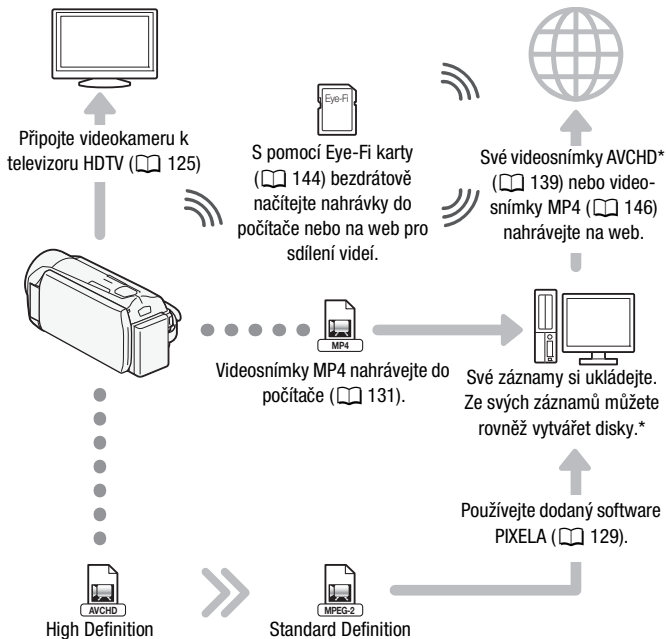 Připojte videokameru k
televizoru HDTV ( 125)
Eye-Fi
S pomocí Eye-Fi karty
( 144) bezdrátově
načítejte nahrávky do
počítače nebo na web pro
sdílení videí.
Své videosnímky AVCHD*
( 139) nebo video-
snímky MP4 ( 146)
nahrávejte na web.
MP4
Videosnímky MP4 nahrávejte do
počítače ( 131).
Své záznamy si ukládejte.
Ze svých záznamů můžete
rovněž vytvářet disky.*
Používejte dodaný software
PIXELA ( 129).
AVCHD
High Definition
MPEG-2
Standard Definition